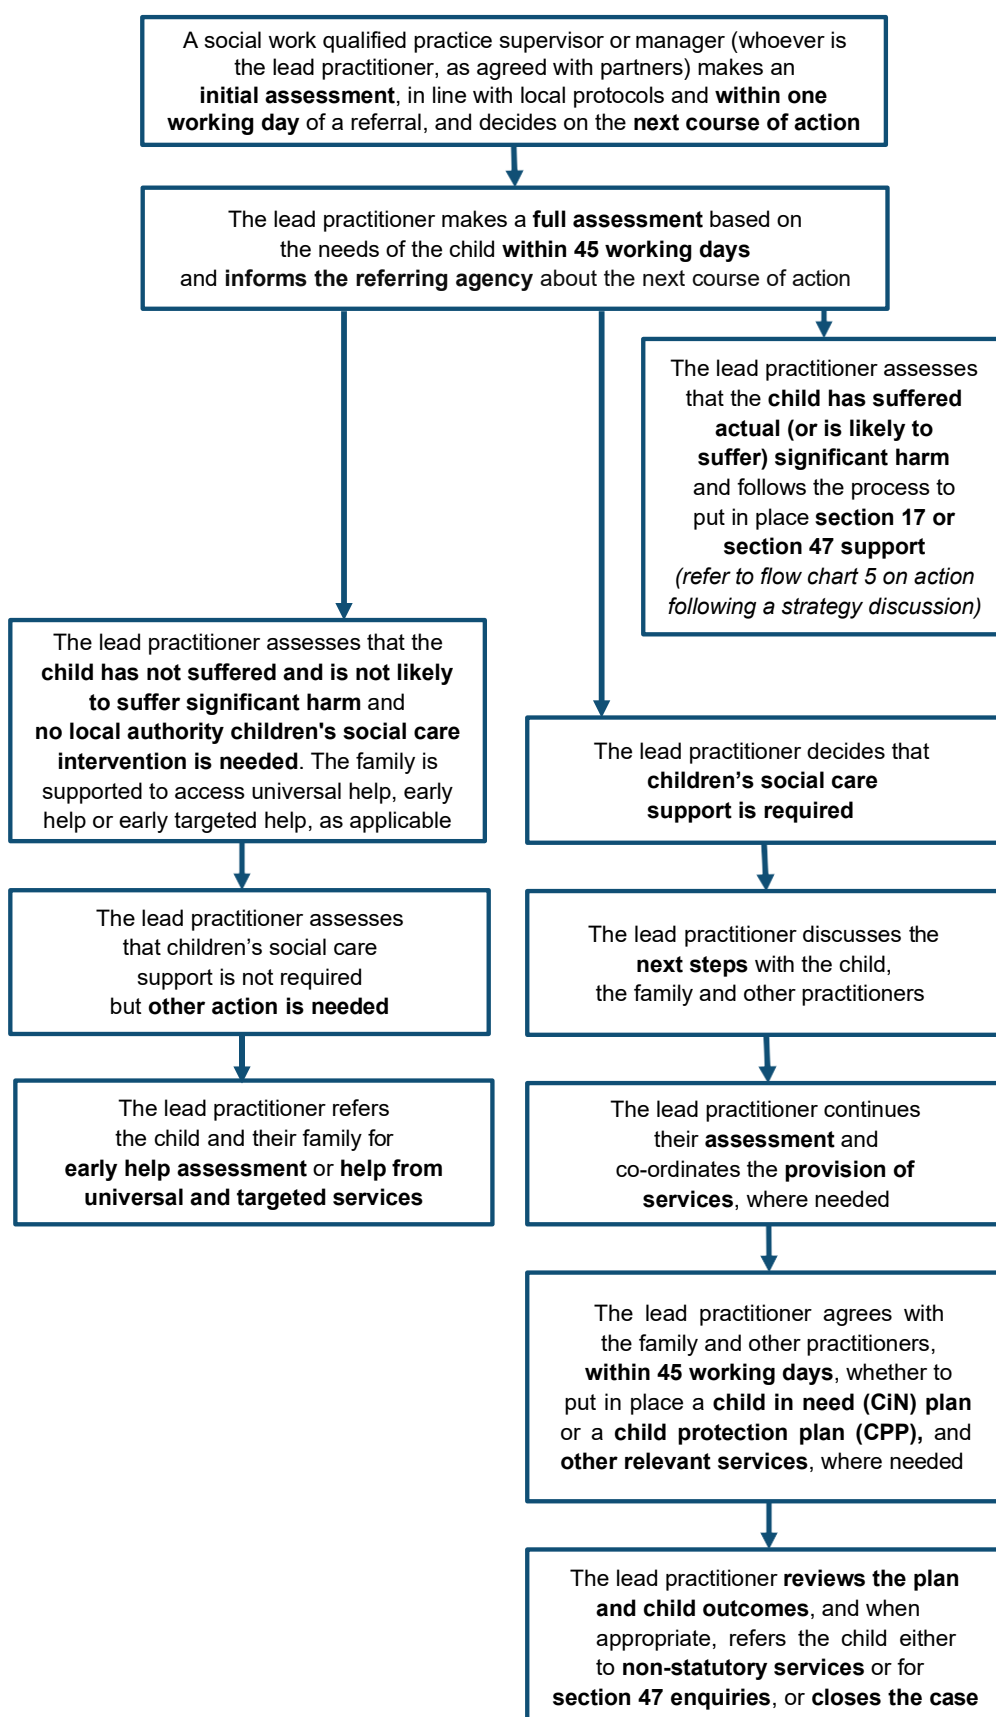 A social work qualified practice supervisor or manager (whoever is
the lead practitioner, as agreed with partners) makes an
initial assessment, in line with local protocols and within one
working day of a referral, and decides on the next course of action
The lead practitioner makes a full assessment based on
the needs of the child within 45 working days
and informs the referring agency about the next course of action
The lead practitioner assesses
that the child has suffered
actual (or is likely to
suffer) significant harm
and follows the process to
put in place section 17 or
section 47 support
(refer to flow chart 5 on action
following a strategy discussion)
The lead practitioner assesses that the
child has not suffered and is not likely
to suffer significant harm and
no local authority children's social care
intervention is needed. The family is
supported to access universal help, early
help or early targeted help, as applicable
The lead practitioner assesses
that children’s social care
support is not required
but other action is needed
The lead practitioner refers
the child and their family for
early help assessment or help from
universal and targeted services
The lead practitioner decides that
children’s social care
support is required
The lead practitioner discusses the
next steps with the child,
the family and other practitioners
The lead practitioner continues
their assessment and
co-ordinates the provision of
services, where needed
The lead practitioner agrees with
the family and other practitioners,
within 45 working days, whether to
put in place a child in need (CiN) plan
or a child protection plan (CPP), and
other relevant services, where needed
The lead practitioner reviews the plan
and child outcomes, and when
appropriate, refers the child either
to non-statutory services or for
section 47 enquiries, or closes the case